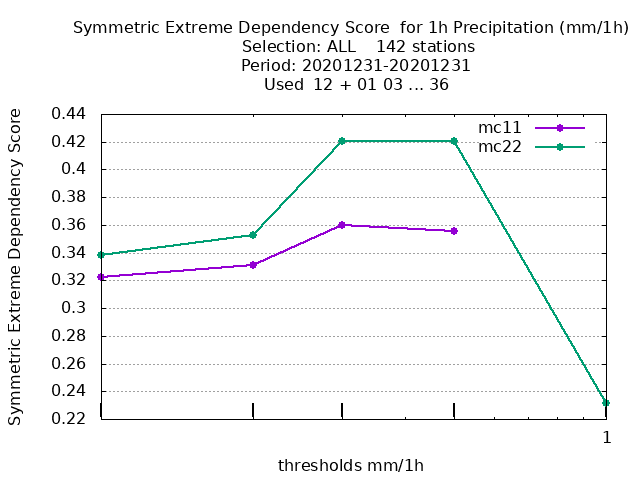 Symmetric Extreme Dependency Score  for 1h Precipitation (mm/1h)
Selection: ALL    142 stations
Period: 20201231-20201231
Used  12 + 01 03 ... 36
Symmetric Extreme Dependency Score
0.44
0.42
0.4
0.38
0.36
0.34
0.32
0.3
0.28
0.26
0.24
0.22
mc11
mc22
1
thresholds mm/1h